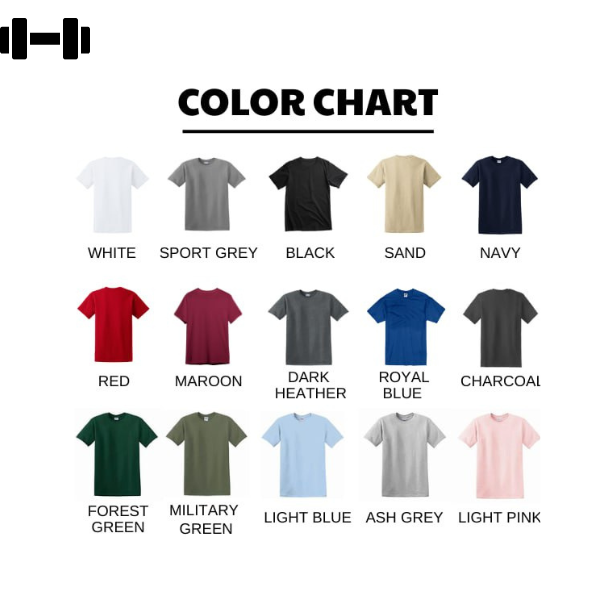 COLOR CHART
WHITE
SPORT GREY
BLACK
SAND
NAVY
RED
MAROON
DARK
HEATHER
ROYAL
BLUE
CHARCOAL
FOREST
GREEN
MILITARY
GREEN
LIGHT BLUE
ASH GREY
LIGHT PINK